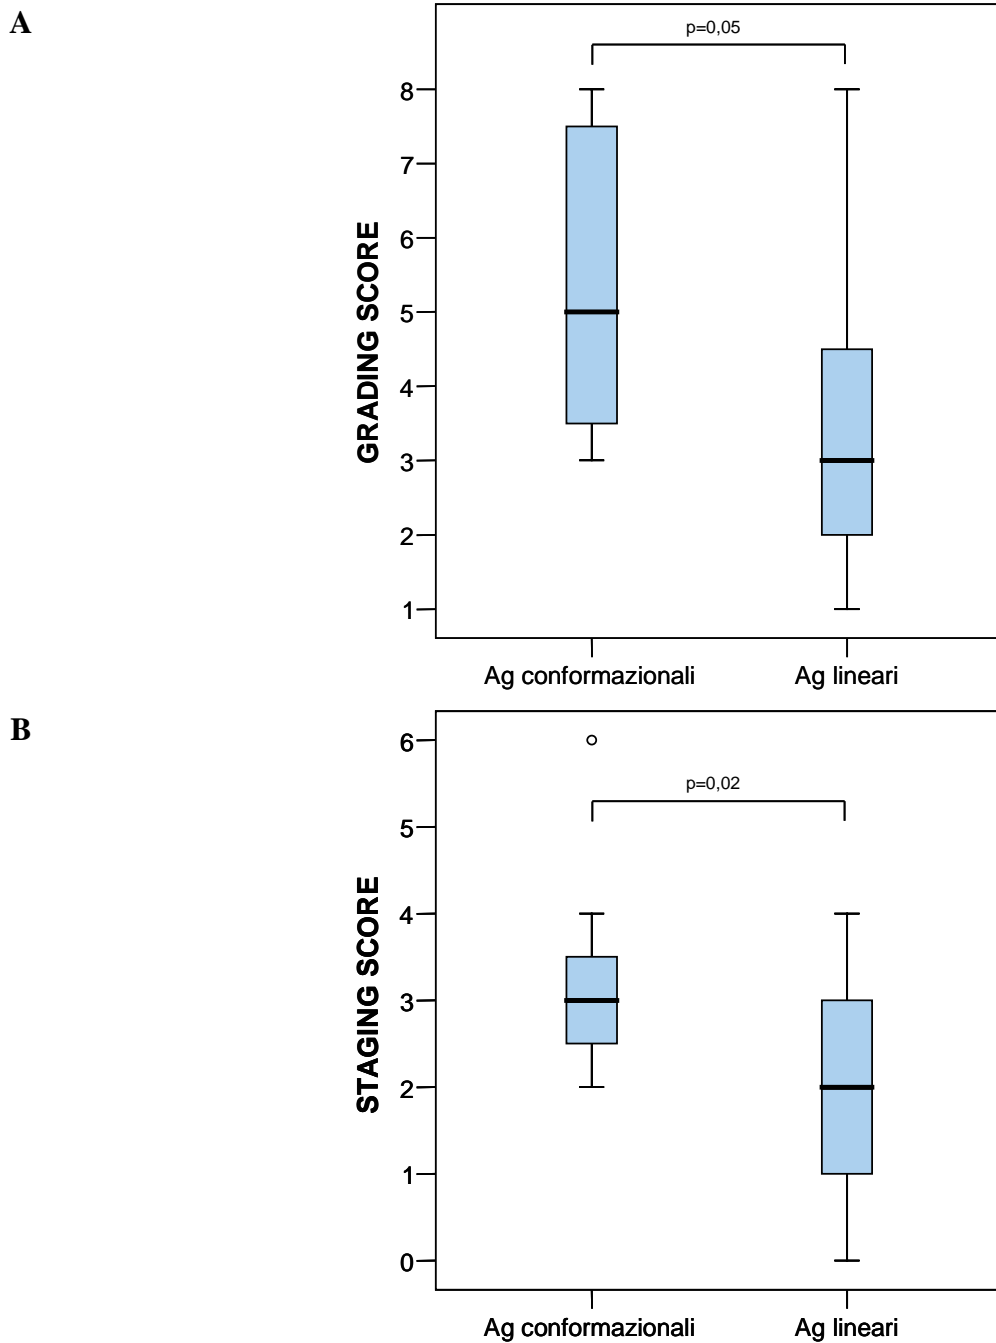 A
p=0,05
8
7
6
5
4
3
2
1
GRADING SCORE
Ag conformazionali
Ag lineari
B
p=0,02
6
5
4
3
2
1
0
STAGING SCORE
Ag conformazionali
Ag lineari